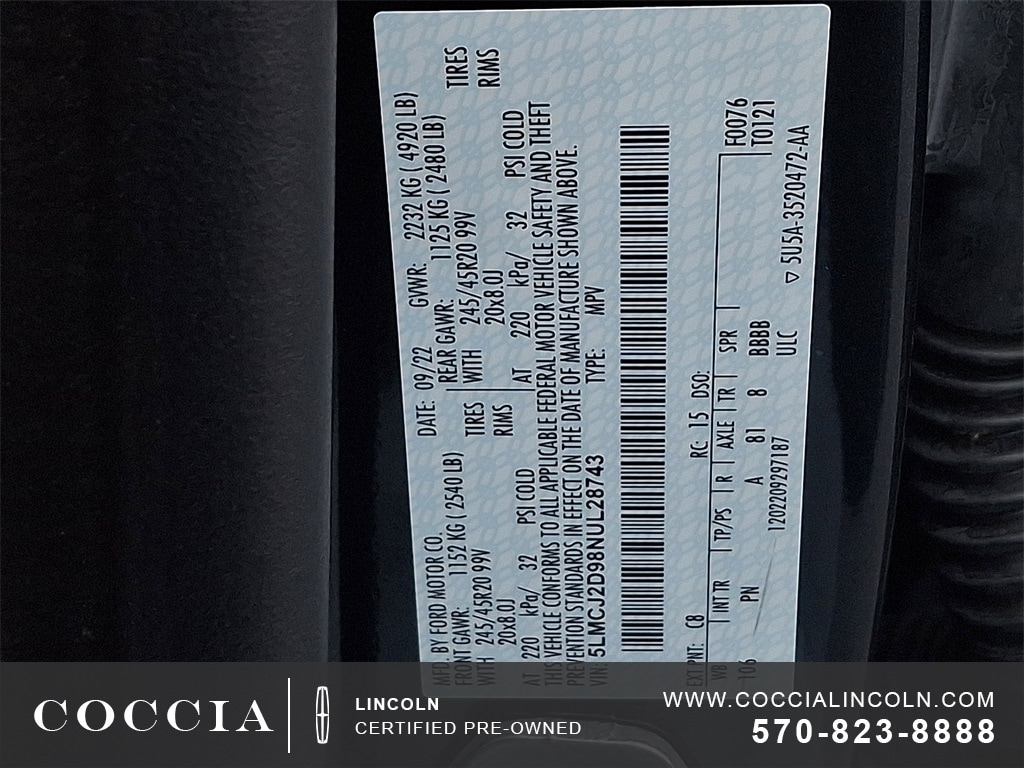 MFD. BY FORD MOTOR CO. DATE: 09/22 GVWR: 2232 KG ( 4920 LB)
FRONT GAWR: 1152 KG ( 2540 LB) REAR GAWR: 1125 KG ( 2480 LB)
WITH 245/45R20 99V TIRES WITH 245/45R20 99V TIRES
20x8.0J RIMS 20x8.0J RIMS
AT 220 kPa/ 32 PSI COLD AT 220 kPa/ 32 PSI COLD
THIS VEHICLE CONFORMS TO ALL APPLICABLE FEDERAL MOTOR VEHICLE SAFETY AND THEFT
PREVENTION STANDARDS IN EFFECT ON THE DATE OF MANUFACTURE SHOWN ABOVE.
VIN: 5LMCJ2D98NUL28743 TYPE: MPV
EXT PNT: C8 RC: 15 DSO:
WB INT TR TP/PS R AXLE TR SPR F0076
106 PN A 81 8 BBBB T0121
120220929718​7 ULC
▽ 5U5A-3520472-AA
COCCIA
LINCOLN
CERTIFIED PRE-OWNED
WWW.COCCIALINCOLN.COM
570-823-8888